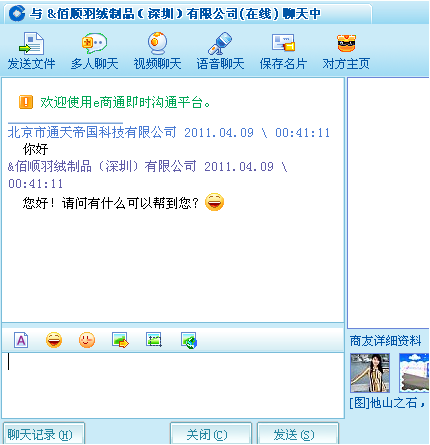 与 &佰顺羽绒制品(深圳)有限公司(在线)聊天中
发送文件 多人聊天 视频聊天 语音聊天 保存名片 对方主页
欢迎使用e商通即时沟通平台。
北京市通天帝国科技有限公司 2011.04.09 \ 00:41:11
你好
&佰顺羽绒制品(深圳)有限公司 2011.04.09 \
00:41:11
您好！请问有什么可以帮到您?
A
商友详细资料
[图]他山之石，
聊天记录(H) 关闭(C) 发送(S)